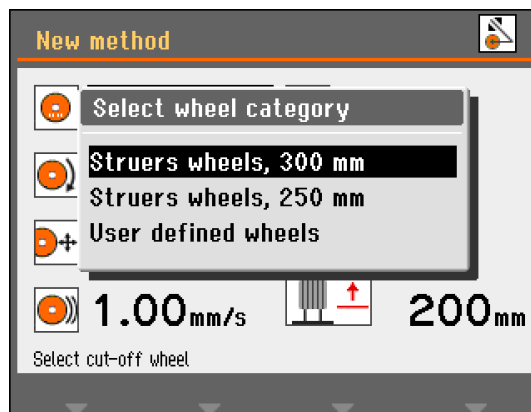 New method
Select wheel category
Struers wheels, 300 mm
Struers wheels, 250 mm
User defined wheels
1.00mm/s 200mm
Select cut-off wheel